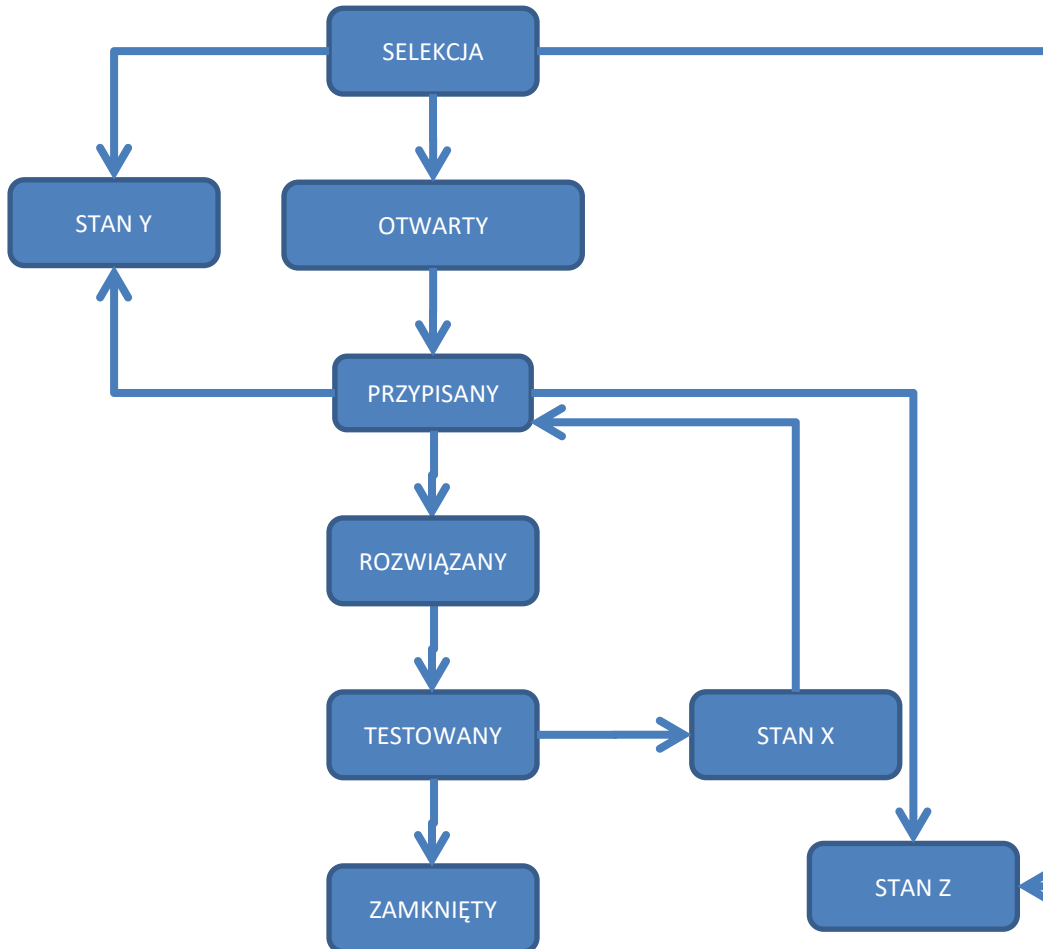 SELEKCJA
STAN Y
OTWARTY
PRZYPISANY
ROZWIĄZANY
TESTOWANY
STAN X
STAN Z
ZAMKNIĘTY